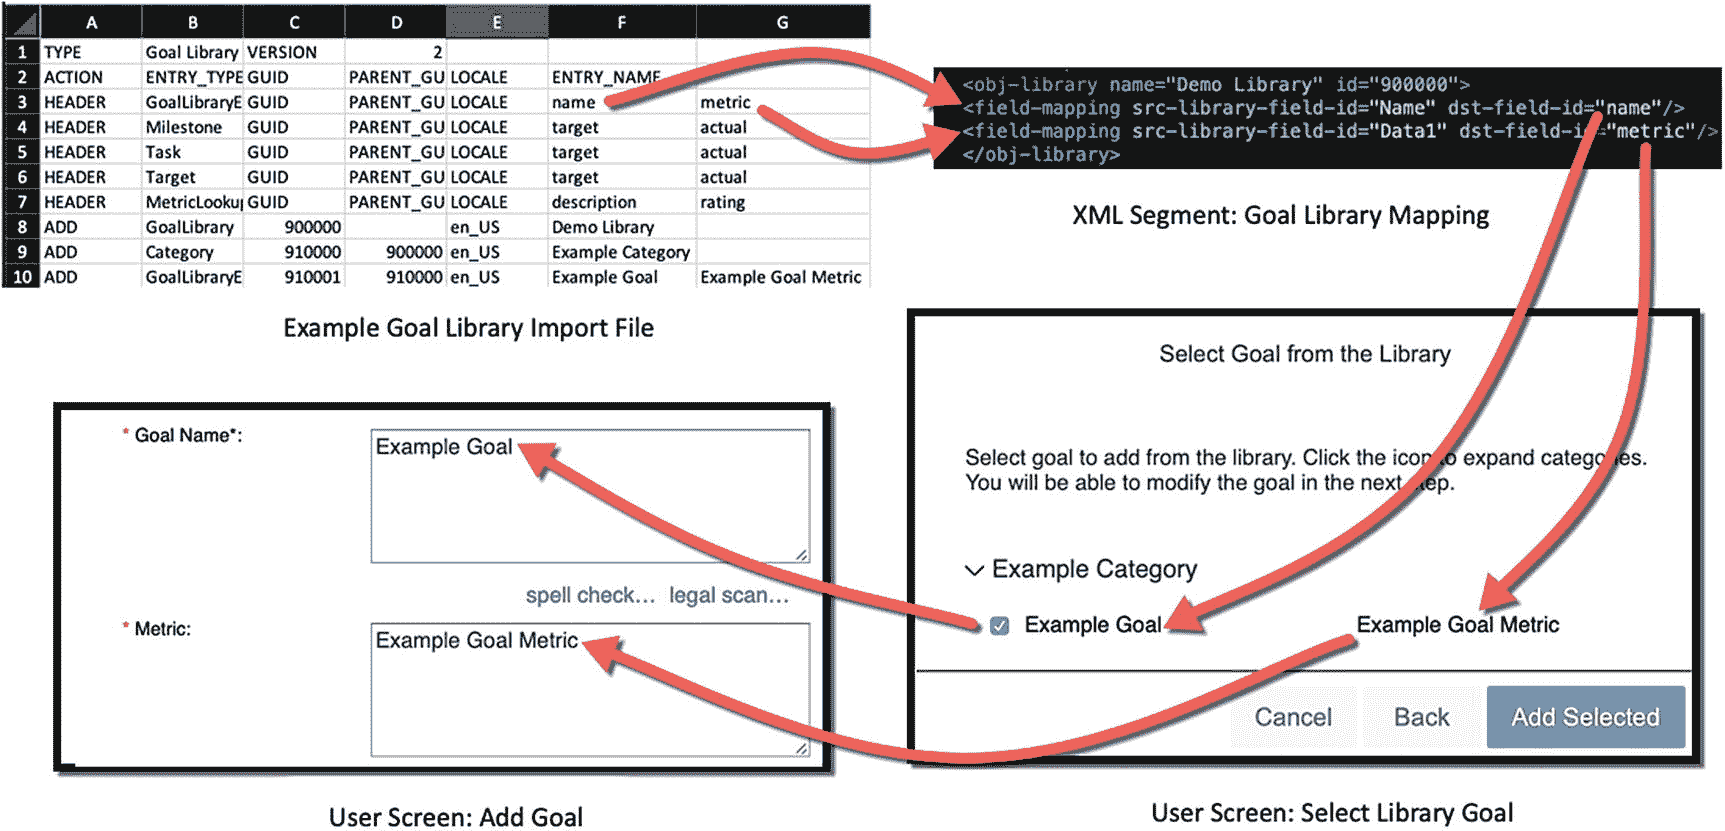 A B C D E F G
1 TYPE Goal Library VERSION 2
2 ACTION ENTRY_TYPE GUID PARENT_GU LOCALE ENTRY_NAME
3 HEADER GoalLibraryE GUID PARENT_GU LOCALE name metric
4 HEADER Milestone GUID PARENT_GU LOCALE target actual
5 HEADER Task GUID PARENT_GU LOCALE target actual
6 HEADER Target GUID PARENT_GU LOCALE target actual
7 HEADER MetricLooku GUID PARENT_GU LOCALE description rating
8 ADD GoalLibrary 900000 en_US Demo Library
9 ADD Category 910000 900000 en_US Example Category
10 ADD GoalLibraryE 910001 910000 en_US Example Goal Example Goal Metric
Example Goal Library Import File
<obj-library name="Demo Library" id="900000">
<field-mapping src-library-field-id="Name" dst-field-id="name"/>
<field-mapping src-library-field-id="Data1" dst-field-id="metric"/>
</obj-library>
XML Segment: Goal Library Mapping
Select Goal from the Library
Select goal to add from the library. Click the icon to expand categories.
You will be able to modify the goal in the next step.
Example Category
Example Goal Example Goal Metric
Cancel Back Add Selected
User Screen: Select Library Goal
* Goal Name*:
Example Goal
spell check... legal scan...
* Metric:
Example Goal Metric
User Screen: Add Goal